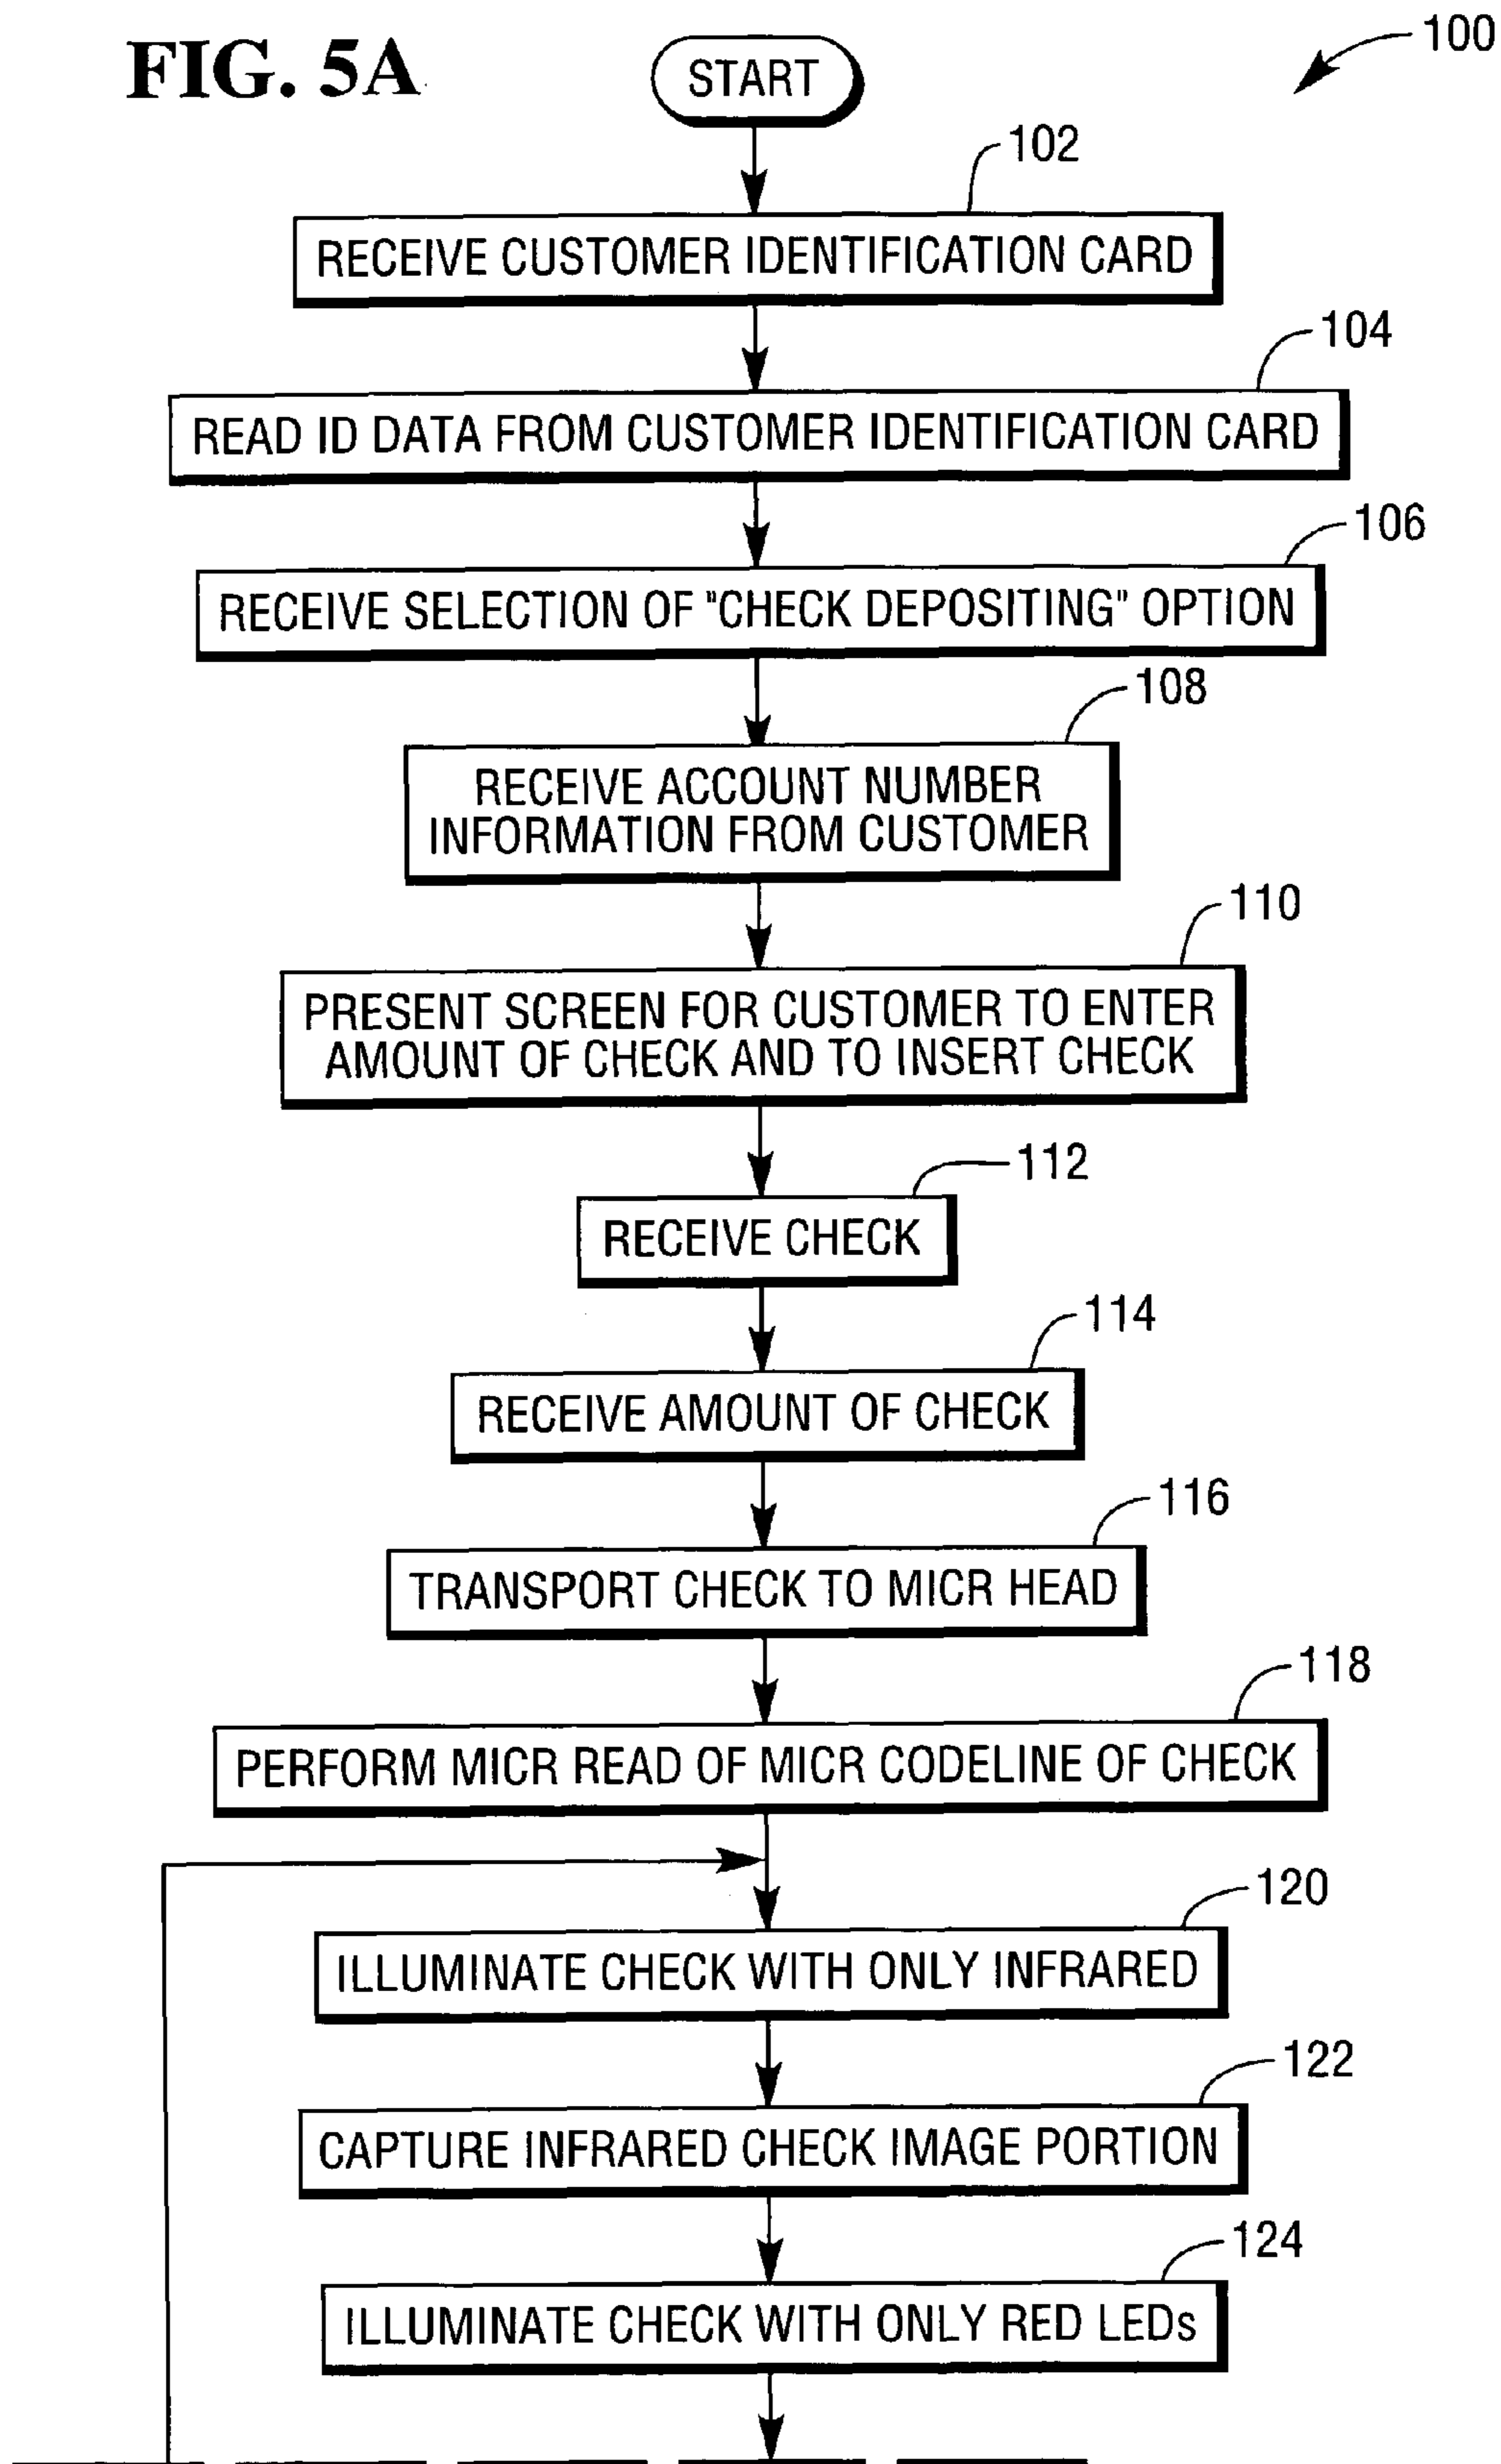 FIG. 5A
START
100
102
RECEIVE CUSTOMER IDENTIFICATION CARD
104
READ ID DATA FROM CUSTOMER IDENTIFICATION CARD
106
RECEIVE SELECTION OF "CHECK DEPOSITING" OPTION
108
RECEIVE ACCOUNT NUMBER
INFORMATION FROM CUSTOMER
110
PRESENT SCREEN FOR CUSTOMER TO ENTER
AMOUNT OF CHECK AND TO INSERT CHECK
112
RECEIVE CHECK
114
RECEIVE AMOUNT OF CHECK
116
TRANSPORT CHECK TO MICR HEAD
118
PERFORM MICR READ OF MICR CODELINE OF CHECK
120
ILLUMINATE CHECK WITH ONLY INFRARED
122
CAPTURE INFRARED CHECK IMAGE PORTION
124
ILLUMINATE CHECK WITH ONLY RED LEDs